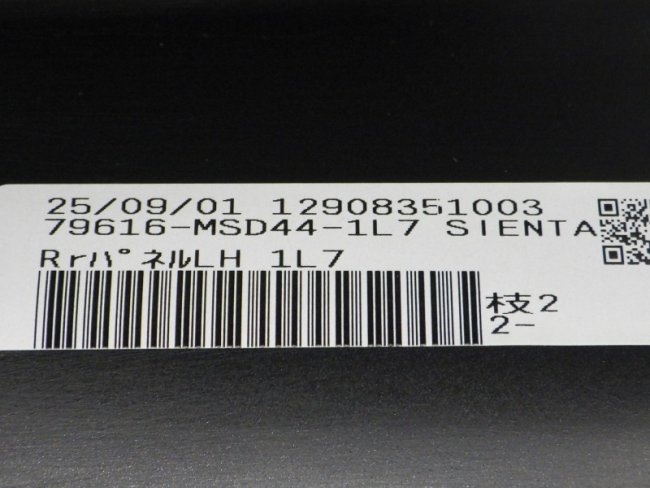 25/09/01 12908351003
79616-MSD44-1L7 SIENTA
RrﾊﾟﾈﾙLH 1L7
枝2
2-